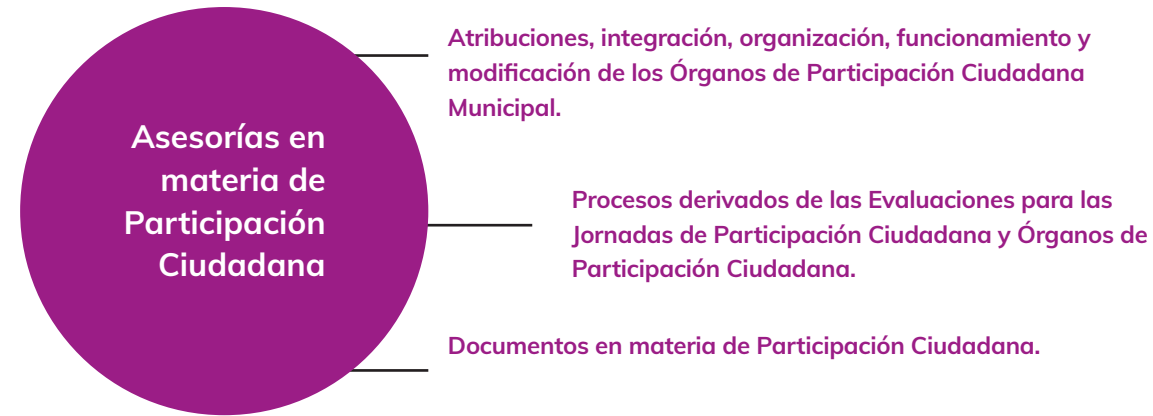 Asesorías en
materia de
Participación
Ciudadana
Atribuciones, integración, organización, funcionamiento y
modificación de los Órganos de Participación Ciudadana
Municipal.
Procesos derivados de las Evaluaciones para las
Jornadas de Participación Ciudadana y Órganos de
Participación Ciudadana.
Documentos en materia de Participación Ciudadana.